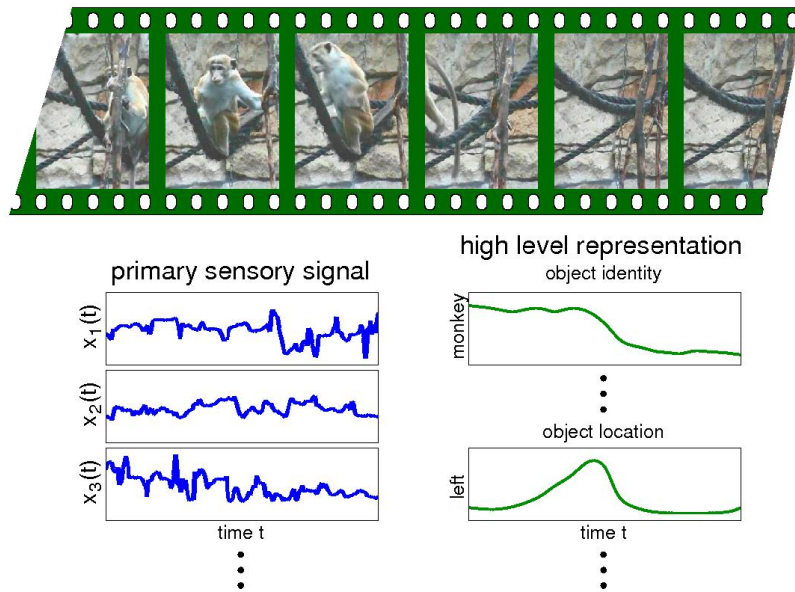 primary sensory signal
x1(t)
x2(t)
x3(t)
time t
high level representation
object identity
monkey
object location
left
time t